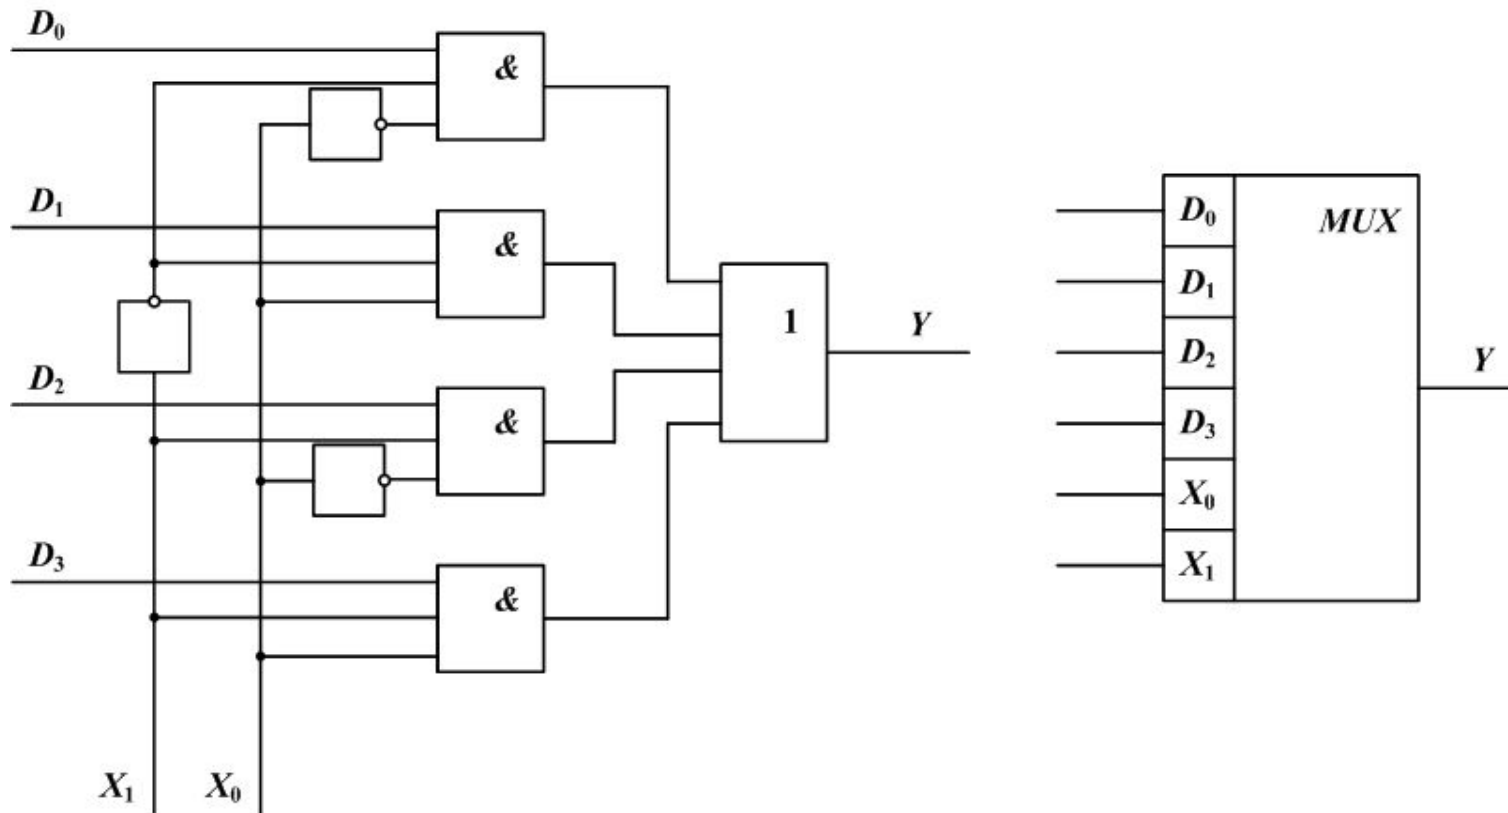 D₀
&
D₁
&
D₂
&
D₃
&
X₁
X₀
1
Y
D₀
D₁
D₂
D₃
X₀
X₁
MUX
Y